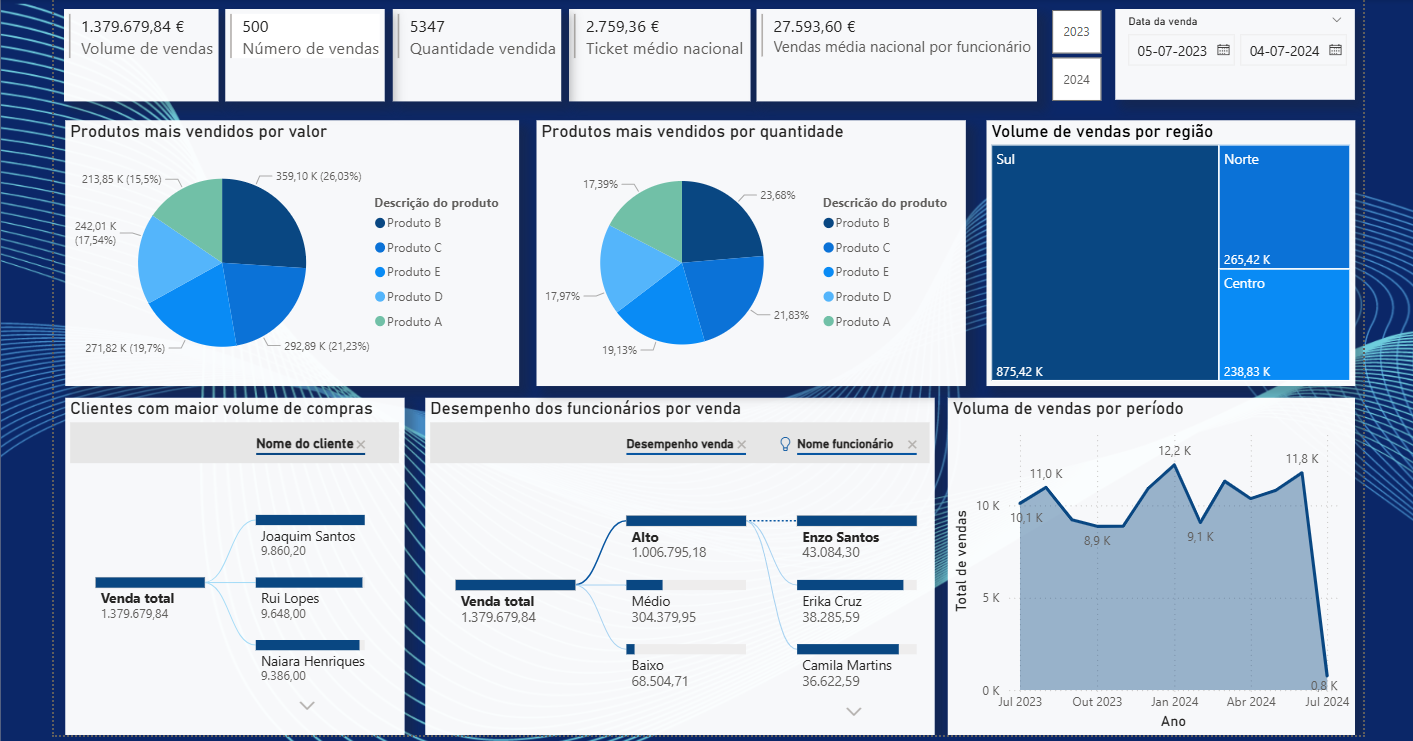 1.379.679,84 €
Volume de vendas
500
Número de vendas
5347
Quantidade vendida
2.759,36 €
Ticket médio nacional
27.593,60 €
Vendas média nacional por funcionário
2023
2024
Data da venda
05-07-2023
04-07-2024
Produtos mais vendidos por valor
359,10 K (26,03%)
292,89 K (21,23%)
271,82 K (19,7%)
242,01 K
(17,54%)
213,85 K (15,5%)
Descrição do produto
Produto B
Produto C
Produto E
Produto D
Produto A
Produtos mais vendidos por quantidade
23,68%
21,83%
19,13%
17,97%
17,39%
Descricão do produto
Produto B
Produto C
Produto E
Produto D
Produto A
Volume de vendas por região
Sul
875,42 K
Norte
265,42 K
Centro
238,83 K
Clientes com maior volume de compras
Nome do cliente
Venda total
1.379.679,84
Joaquim Santos
9.860,20
Rui Lopes
9.648,00
Naiara Henriques
9.386,00
Desempenho dos funcionários por venda
Desempenho venda
Nome funcionário
Venda total
1.379.679,84
Alto
1.006.795,18
Médio
304.379,95
Baixo
68.504,71
Enzo Santos
43.084,30
Erika Cruz
38.285,59
Camila Martins
36.622,59
Voluma de vendas por período
Total de vendas
10 K
5 K
0 K
10,1 K
11,0 K
8,9 K
12,2 K
9,1 K
11,8 K
0,8 K
Jul 2023
Out 2023
Jan 2024
Abr 2024
Jul 2024
Ano